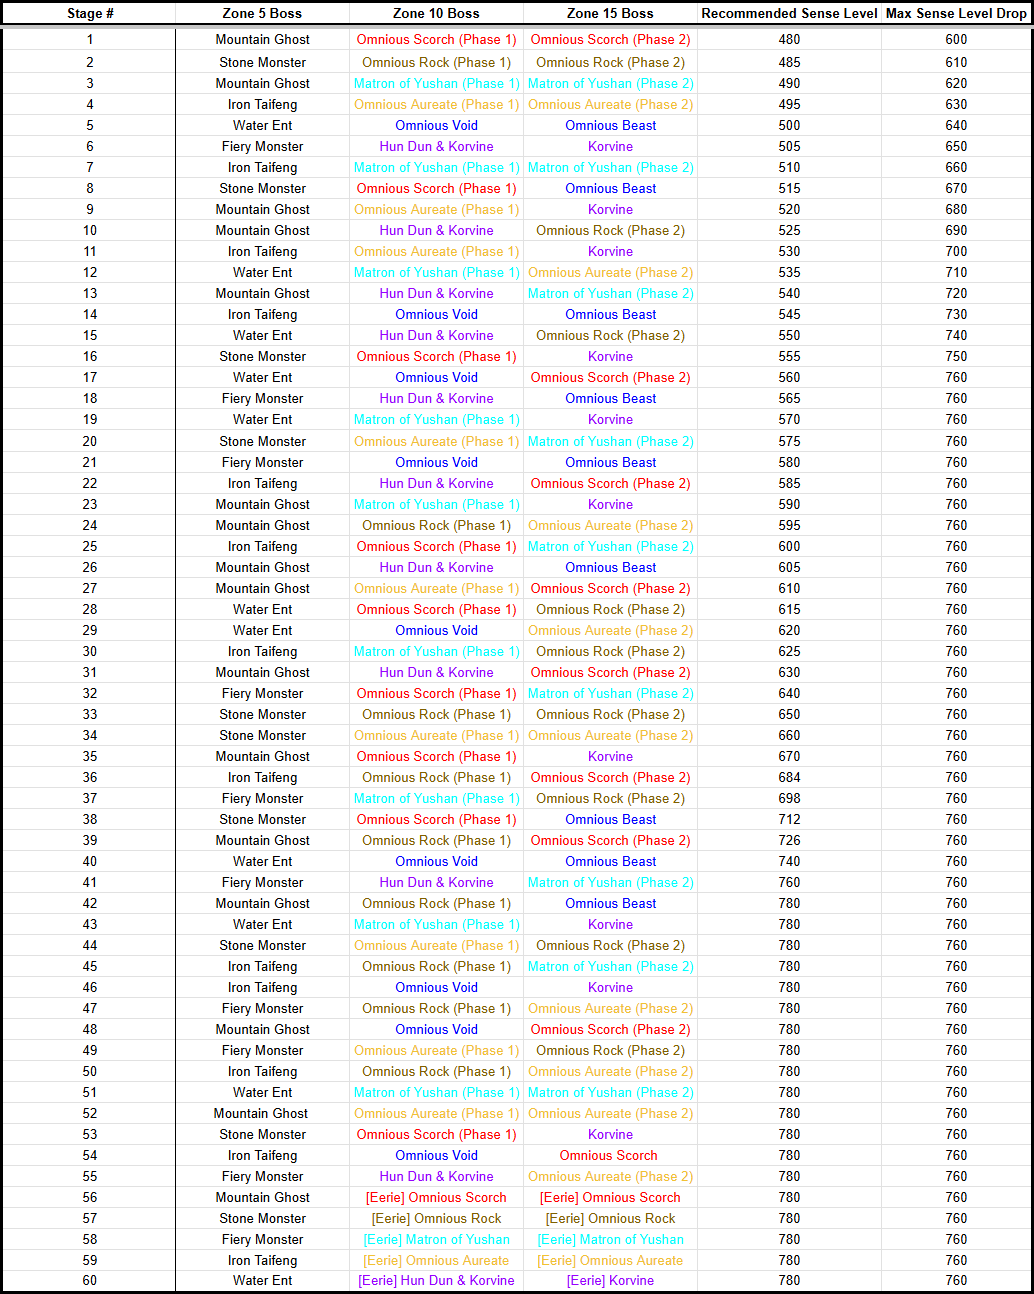 Stage # Zone 5 Boss Zone 10 Boss Zone 15 Boss Recommended Sense Level Max Sense Level Drop
1 Mountain Ghost Omnious Scorch (Phase 1) Omnious Scorch (Phase 2) 480 600
2 Stone Monster Omnious Rock (Phase 1) Omnious Rock (Phase 2) 485 610
3 Mountain Ghost Matron of Yushan (Phase 1) Matron of Yushan (Phase 2) 490 620
4 Iron Taifeng Omnious Aureate (Phase 1) Omnious Aureate (Phase 2) 495 630
5 Water Ent Omnious Void Omnious Beast 500 640
6 Fiery Monster Hun Dun & Korvine Korvine 505 650
7 Iron Taifeng Matron of Yushan (Phase 1) Matron of Yushan (Phase 2) 510 660
8 Stone Monster Omnious Scorch (Phase 1) Omnious Beast 515 670
9 Mountain Ghost Omnious Aureate (Phase 1) Korvine 520 680
10 Mountain Ghost Hun Dun & Korvine Omnious Rock (Phase 2) 525 690
11 Iron Taifeng Omnious Aureate (Phase 1) Korvine 530 700
12 Water Ent Matron of Yushan (Phase 1) Omnious Aureate (Phase 2) 535 710
13 Mountain Ghost Hun Dun & Korvine Matron of Yushan (Phase 2) 540 720
14 Iron Taifeng Omnious Void Omnious Beast 545 730
15 Water Ent Hun Dun & Korvine Omnious Rock (Phase 2) 550 740
16 Stone Monster Omnious Scorch (Phase 1) Korvine 555 750
17 Water Ent Omnious Void Omnious Scorch (Phase 2) 560 760
18 Fiery Monster Hun Dun & Korvine Omnious Beast 565 760
19 Water Ent Matron of Yushan (Phase 1) Korvine 570 760
20 Stone Monster Omnious Aureate (Phase 1) Matron of Yushan (Phase 2) 575 760
21 Fiery Monster Omnious Void Omnious Beast 580 760
22 Iron Taifeng Hun Dun & Korvine Omnious Scorch (Phase 2) 585 760
23 Mountain Ghost Matron of Yushan (Phase 1) Korvine 590 760
24 Mountain Ghost Omnious Rock (Phase 1) Omnious Aureate (Phase 2) 595 760
25 Iron Taifeng Omnious Scorch (Phase 1) Matron of Yushan (Phase 2) 600 760
26 Mountain Ghost Hun Dun & Korvine Omnious Beast 605 760
27 Mountain Ghost Omnious Aureate (Phase 1) Omnious Scorch (Phase 2) 610 760
28 Water Ent Omnious Scorch (Phase 1) Omnious Rock (Phase 2) 615 760
29 Water Ent Omnious Void Omnious Aureate (Phase 2) 620 760
30 Iron Taifeng Matron of Yushan (Phase 1) Omnious Rock (Phase 2) 625 760
31 Mountain Ghost Hun Dun & Korvine Omnious Scorch (Phase 2) 630 760
32 Fiery Monster Omnious Scorch (Phase 1) Matron of Yushan (Phase 2) 640 760
33 Stone Monster Omnious Rock (Phase 1) Omnious Rock (Phase 2) 650 760
34 Stone Monster Omnious Aureate (Phase 1) Omnious Aureate (Phase 2) 660 760
35 Mountain Ghost Omnious Scorch (Phase 1) Korvine 670 760
36 Iron Taifeng Omnious Rock (Phase 1) Omnious Scorch (Phase 2) 684 760
37 Fiery Monster Matron of Yushan (Phase 1) Omnious Rock (Phase 2) 698 760
38 Stone Monster Omnious Scorch (Phase 1) Omnious Beast 712 760
39 Mountain Ghost Omnious Rock (Phase 1) Omnious Scorch (Phase 2) 726 760
40 Water Ent Omnious Void Omnious Beast 740 760
41 Fiery Monster Hun Dun & Korvine Matron of Yushan (Phase 2) 760 760
42 Mountain Ghost Omnious Rock (Phase 1) Omnious Beast 780 760
43 Water Ent Matron of Yushan (Phase 1) Korvine 780 760
44 Stone Monster Omnious Aureate (Phase 1) Omnious Rock (Phase 2) 780 760
45 Iron Taifeng Omnious Rock (Phase 1) Matron of Yushan (Phase 2) 780 760
46 Iron Taifeng Omnious Void Korvine 780 760
47 Fiery Monster Omnious Rock (Phase 1) Omnious Aureate (Phase 2) 780 760
48 Mountain Ghost Omnious Void Omnious Scorch (Phase 2) 780 760
49 Fiery Monster Omnious Aureate (Phase 1) Omnious Rock (Phase 2) 780 760
50 Iron Taifeng Omnious Rock (Phase 1) Omnious Aureate (Phase 2) 780 760
51 Water Ent Matron of Yushan (Phase 1) Matron of Yushan (Phase 2) 780 760
52 Mountain Ghost Omnious Aureate (Phase 1) Omnious Aureate (Phase 2) 780 760
53 Stone Monster Omnious Scorch (Phase 1) Korvine 780 760
54 Iron Taifeng Omnious Void Omnious Scorch 780 760
55 Fiery Monster Hun Dun & Korvine Omnious Aureate (Phase 2) 780 760
56 Mountain Ghost [Eerie] Omnious Scorch [Eerie] Omnious Scorch 780 760
57 Stone Monster [Eerie] Omnious Rock [Eerie] Omnious Rock 780 760
58 Fiery Monster [Eerie] Matron of Yushan [Eerie] Matron of Yushan 780 760
59 Iron Taifeng [Eerie] Omnious Aureate [Eerie] Omnious Aureate 780 760
60 Water Ent [Eerie] Hun Dun & Korvine [Eerie] Korvine 780 760